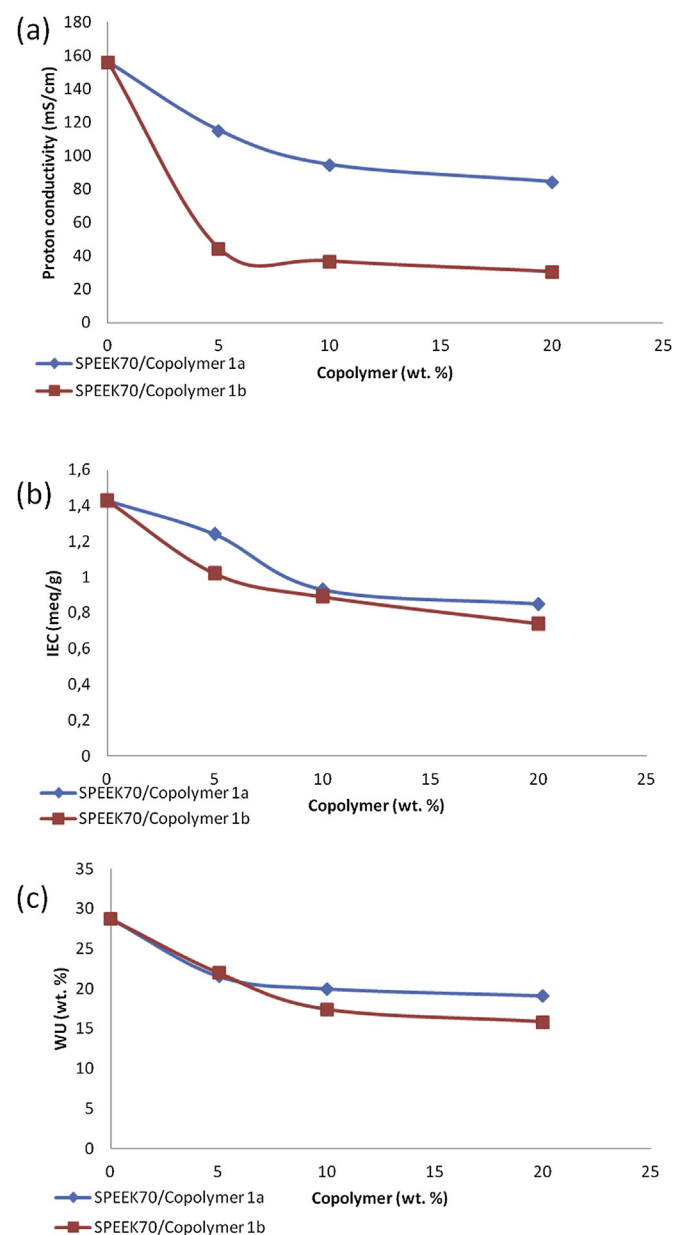 (a)
180
160
140
120
100
80
60
40
20
0
Proton conductivity (mS/cm)
0 5 10 15 20 25
Copolymer (wt. %)
SPEEK70/Copolymer 1a
SPEEK70/Copolymer 1b
(b)
1,6
1,4
1,2
1
0,8
0,6
0,4
0,2
0
IEC (meq/g)
0 5 10 15 20 25
Copolymer (wt. %)
SPEEK70/Copolymer 1a
SPEEK70/Copolymer 1b
(c)
35
30
25
20
15
10
5
0
WU (wt. %)
0 5 10 15 20 25
Copolymer (wt. %)
SPEEK70/Copolymer 1a
SPEEK70/Copolymer 1b